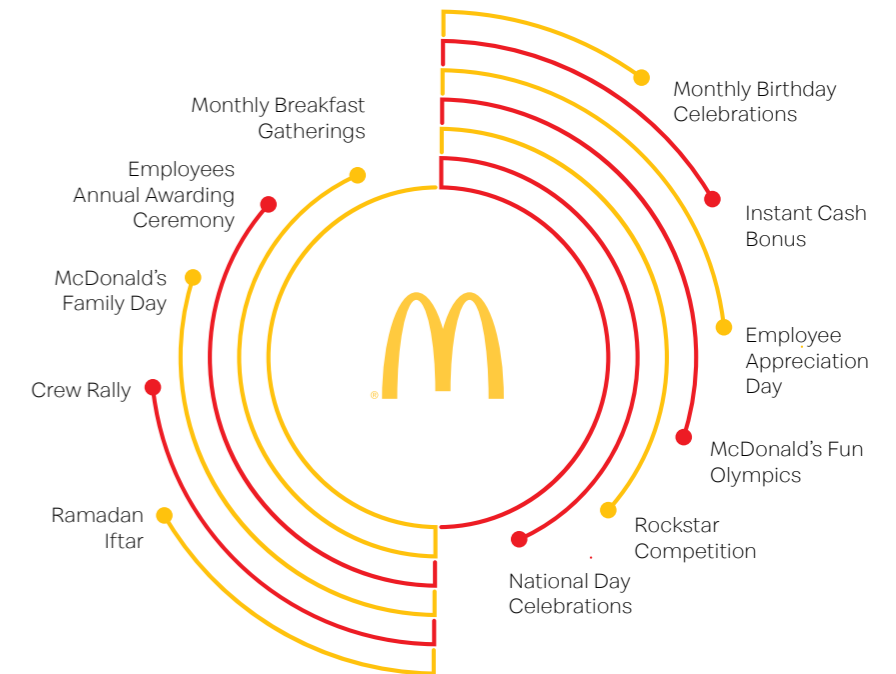 Monthly Birthday
Celebrations
Instant Cash
Bonus
Employee
Appreciation
Day
McDonald's Fun
Olympics
Rockstar
Competition
National Day
Celebrations
Ramadan
Iftar
Crew Rally
McDonald's
Family Day
Employees
Annual Awarding
Ceremony
Monthly Breakfast
Gatherings
®